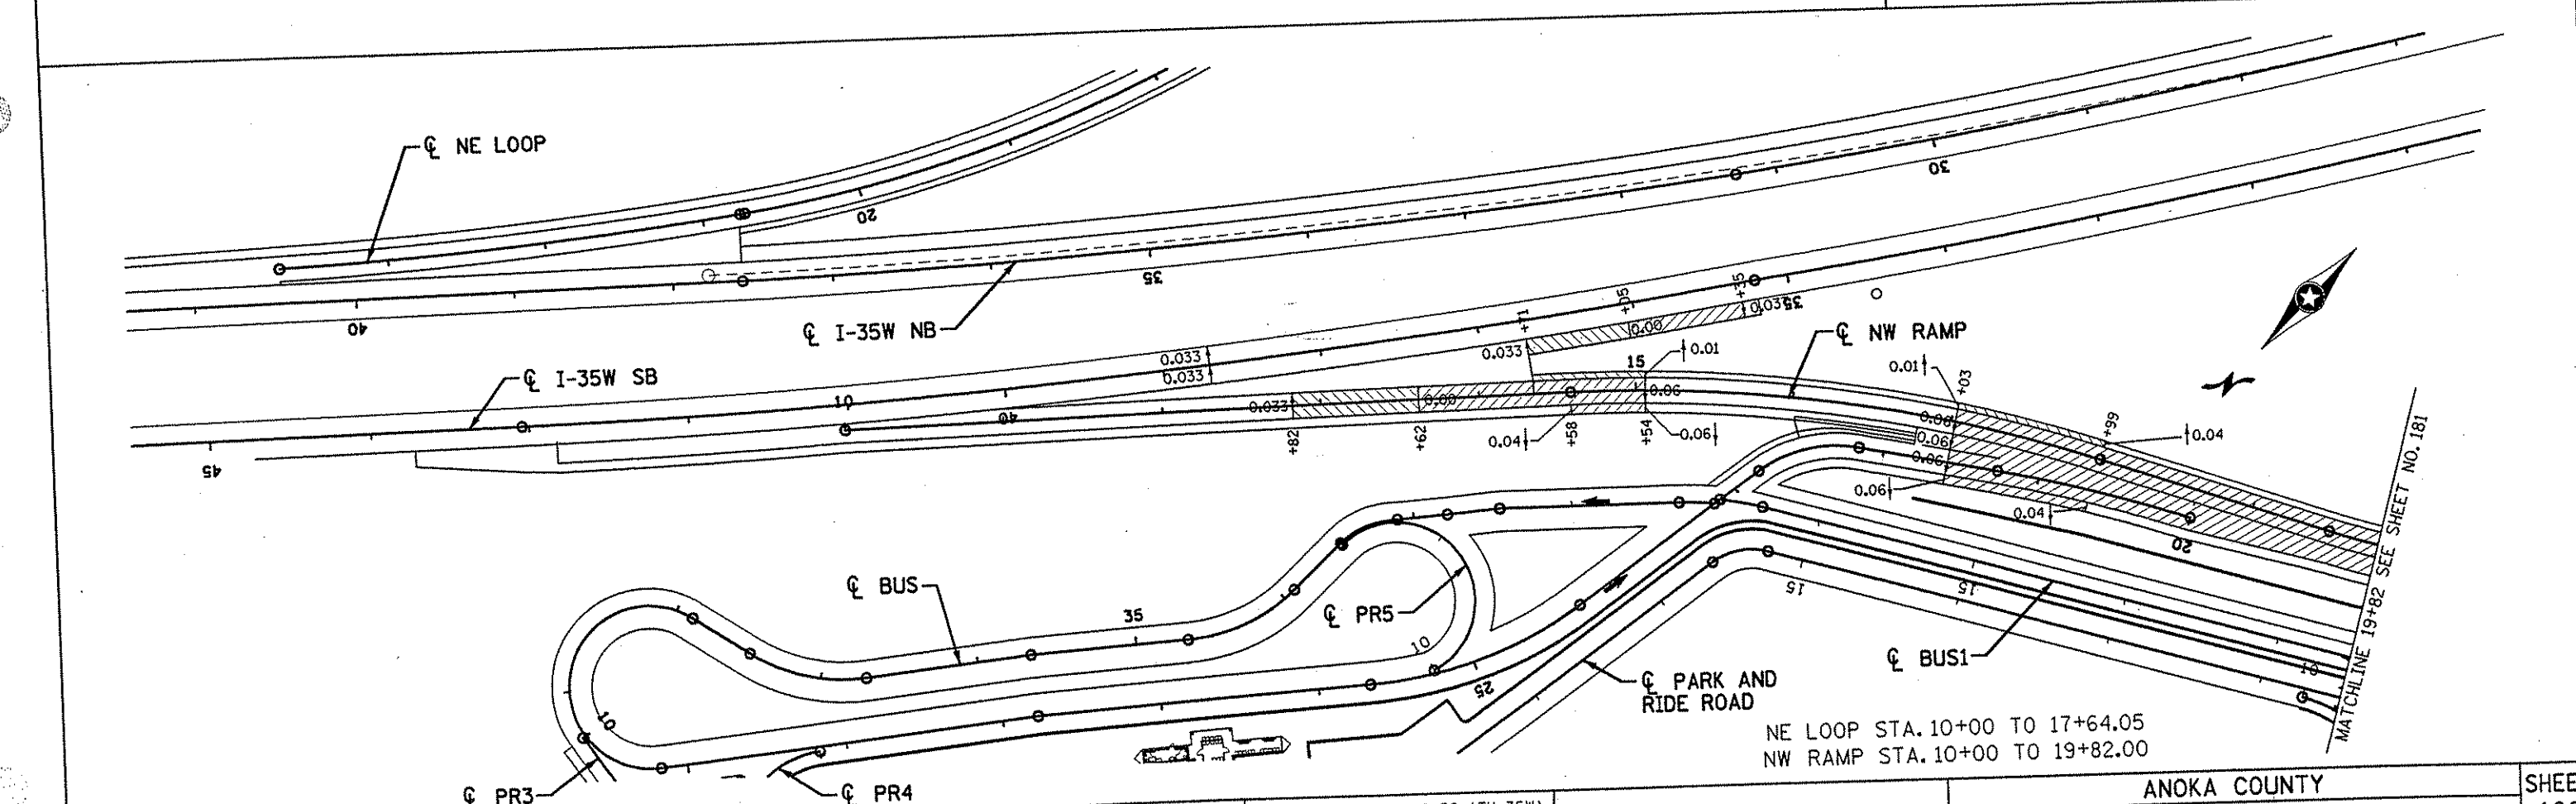 ℄ NE LOOP
20
40
35
30
℄ I-35W NB
℄ I-35W SB
45
10
40
0.033
0.033
+71
+05
+35
0.033
0.00
0.03
35
15
0.01
℄ NW RAMP
0.01
+03
0.033
0.00
0.06
+82
+62
0.04
+58
+54
0.06
0.06
0.06
0.06
+99
0.04
0.06
0.04
20
℄ BUS
35
℄ PR5
10
25
10
℄ PR3
℄ PR4
℄ PARK AND
RIDE ROAD
15
15
℄ BUS1
10
MATCHLINE 19+82 SEE SHEET NO. 181
NE LOOP STA. 10+00 TO 17+64.05
NW RAMP STA. 10+00 TO 19+82.00
ANOKA COUNTY
SHEE